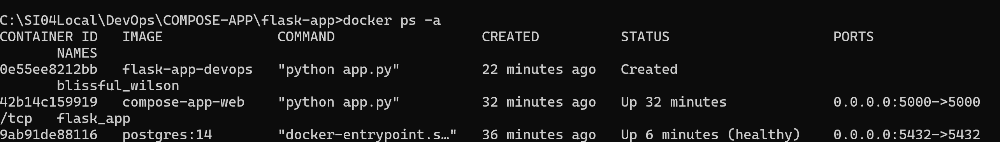 C:\SI04Local\DevOps\COMPOSE-APP\flask-app>docker ps -a
CONTAINER ID   IMAGE              COMMAND                  CREATED          STATUS                    PORTS
       NAMES
0e55ee8212bb   flask-app-devops   "python app.py"          22 minutes ago   Created
       blissful_wilson
42b14c159919   compose-app-web    "python app.py"          32 minutes ago   Up 32 minutes             0.0.0.0:5000->5000
/tcp   flask_app
9ab91de88116   postgres:14        "docker-entrypoint.s…"   36 minutes ago   Up 6 minutes (healthy)    0.0.0.0:5432->5432